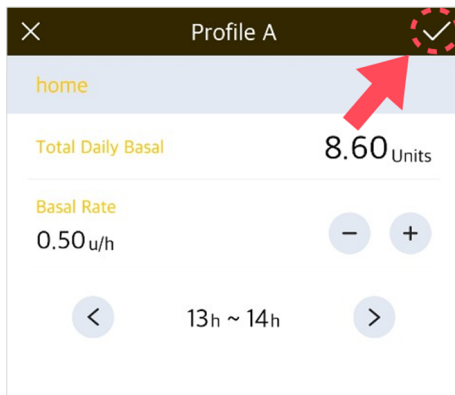 Profile A
home
Total Daily Basal 8.60 Units
Basal Rate
0.50 u/h
13h ~ 14h